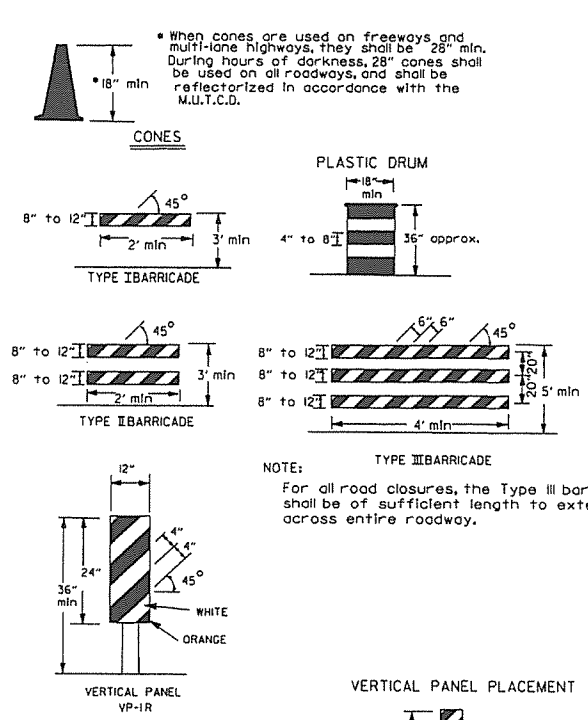 * When cones are used on freeways and
multi-lane highways, they shall be 28" min.
During hours of darkness, 28" cones shall
be used on all roadways, and shall be
reflectorized in accordance with the
M.U.T.C.D.
*18" min
CONES
PLASTIC DRUM
18"
min
4" to 8"
36" approx.
45°
8" to 12"
2' min
3' min
TYPE I BARRICADE
45°
8" to 12"
8" to 12"
2' min
3' min
TYPE II BARRICADE
6" 6"
45°
8" to 12"
8" to 12"
8" to 12"
20" 20"
5' min
4' min
TYPE III BARRICADE
NOTE:
For all road closures, the Type III bar
shall be of sufficient length to exte
across entire roadway.
12"
4"
4"
45°
24"
36"
min
WHITE
ORANGE
VERTICAL PANEL
VP-1R
VERTICAL PANEL PLACEMENT